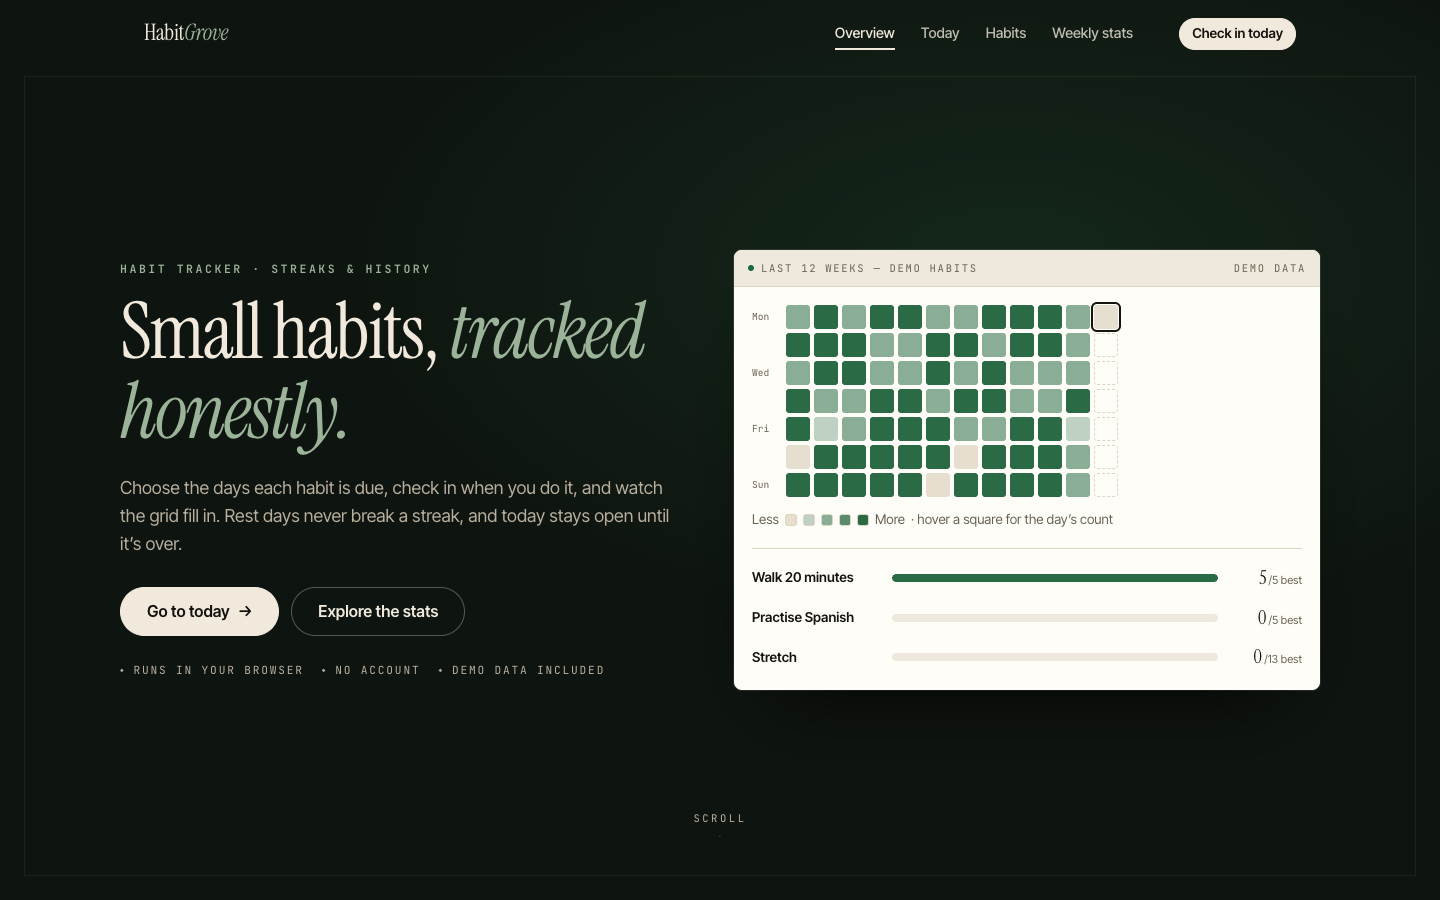 HabitGrove
Overview Today Habits Weekly stats Check in today
HABIT TRACKER · STREAKS & HISTORY
Small habits, tracked
honestly.
Choose the days each habit is due, check in when you do it, and watch
the grid fill in. Rest days never break a streak, and today stays open until
it’s over.
Go to today →
Explore the stats
• RUNS IN YOUR BROWSER • NO ACCOUNT • DEMO DATA INCLUDED
LAST 12 WEEKS — DEMO HABITS
DEMO DATA
Mon
Wed
Fri
Sun
Less More · hover a square for the day’s count
Walk 20 minutes 5/5 best
Practise Spanish 0/5 best
Stretch 0/13 best
SCROLL